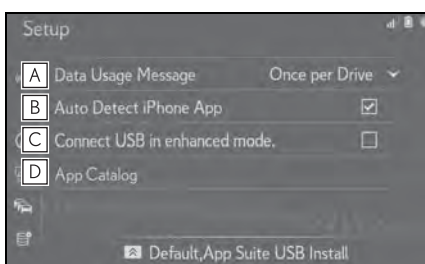 Setup
A Data Usage Message Once per Drive
B Auto Detect iPhone App
C Connect USB in enhanced mode.
D App Catalog
Default,App Suite USB Install